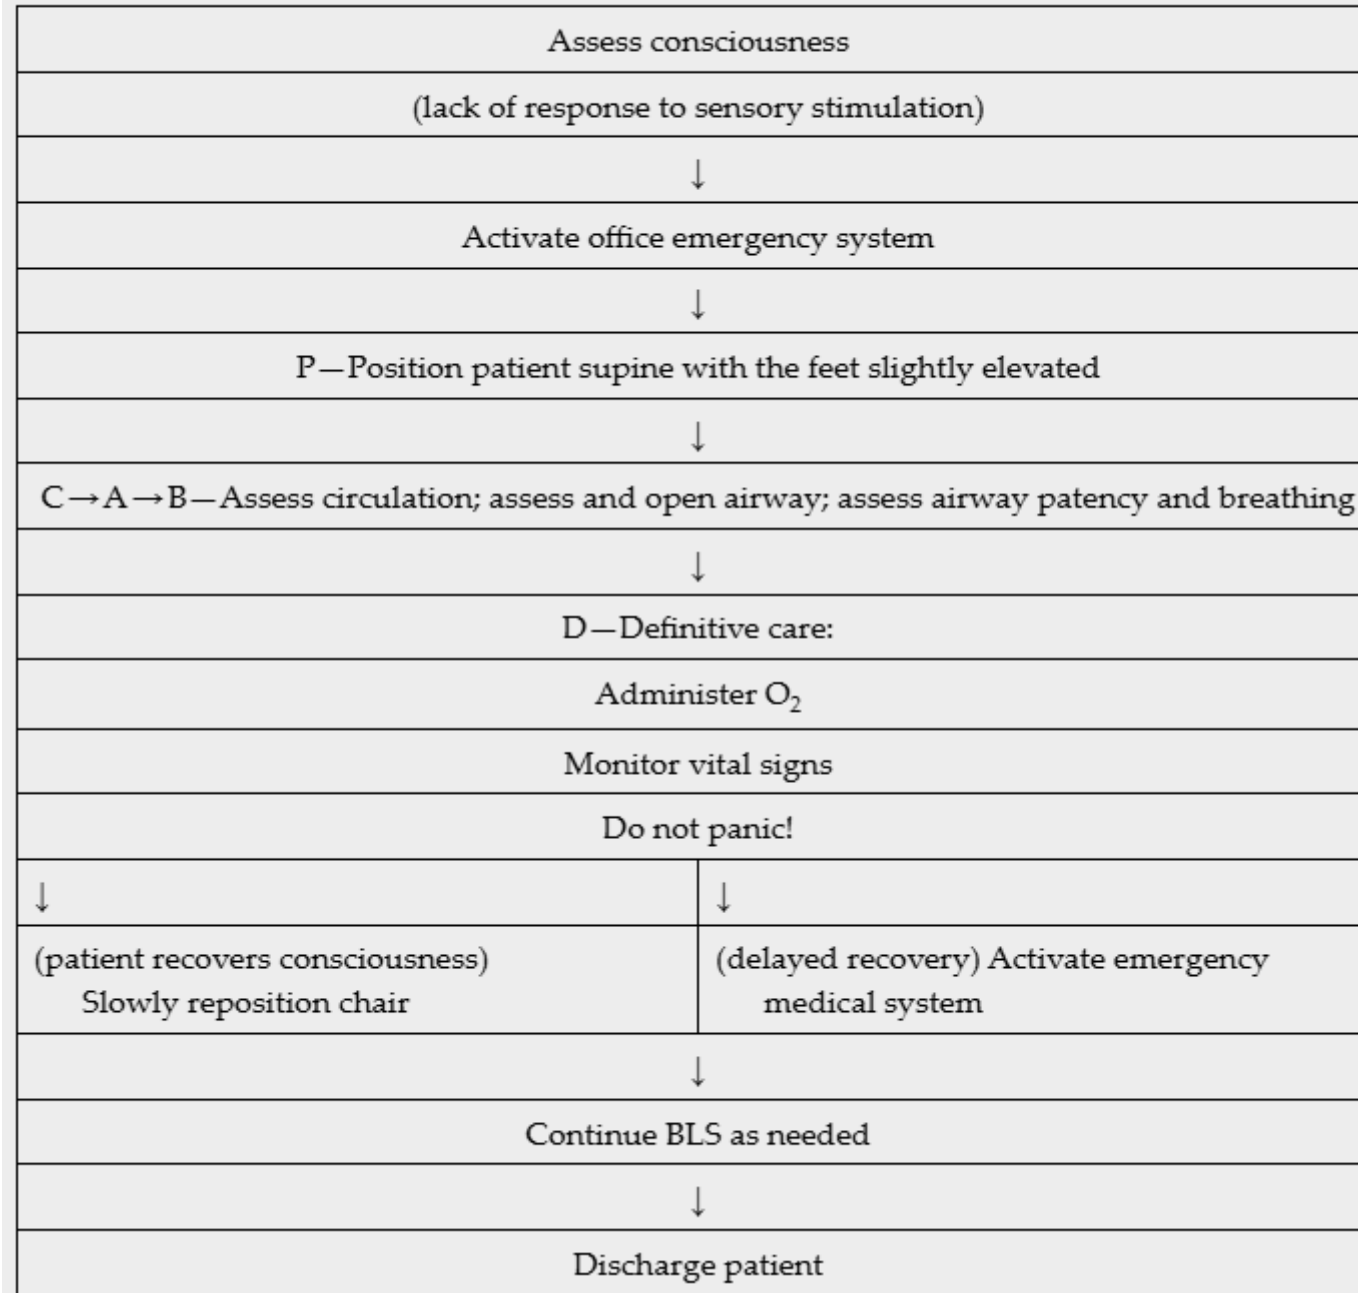 Assess consciousness
(lack of response to sensory stimulation)
↓
Activate office emergency system
↓
P—Position patient supine with the feet slightly elevated
↓
C→A→B—Assess circulation; assess and open airway; assess airway patency and breathing
↓
D—Definitive care:
Administer O₂
Monitor vital signs
Do not panic!
↓
(patient recovers consciousness)
Slowly reposition chair
↓
(delayed recovery) Activate emergency
medical system
↓
Continue BLS as needed
↓
Discharge patient